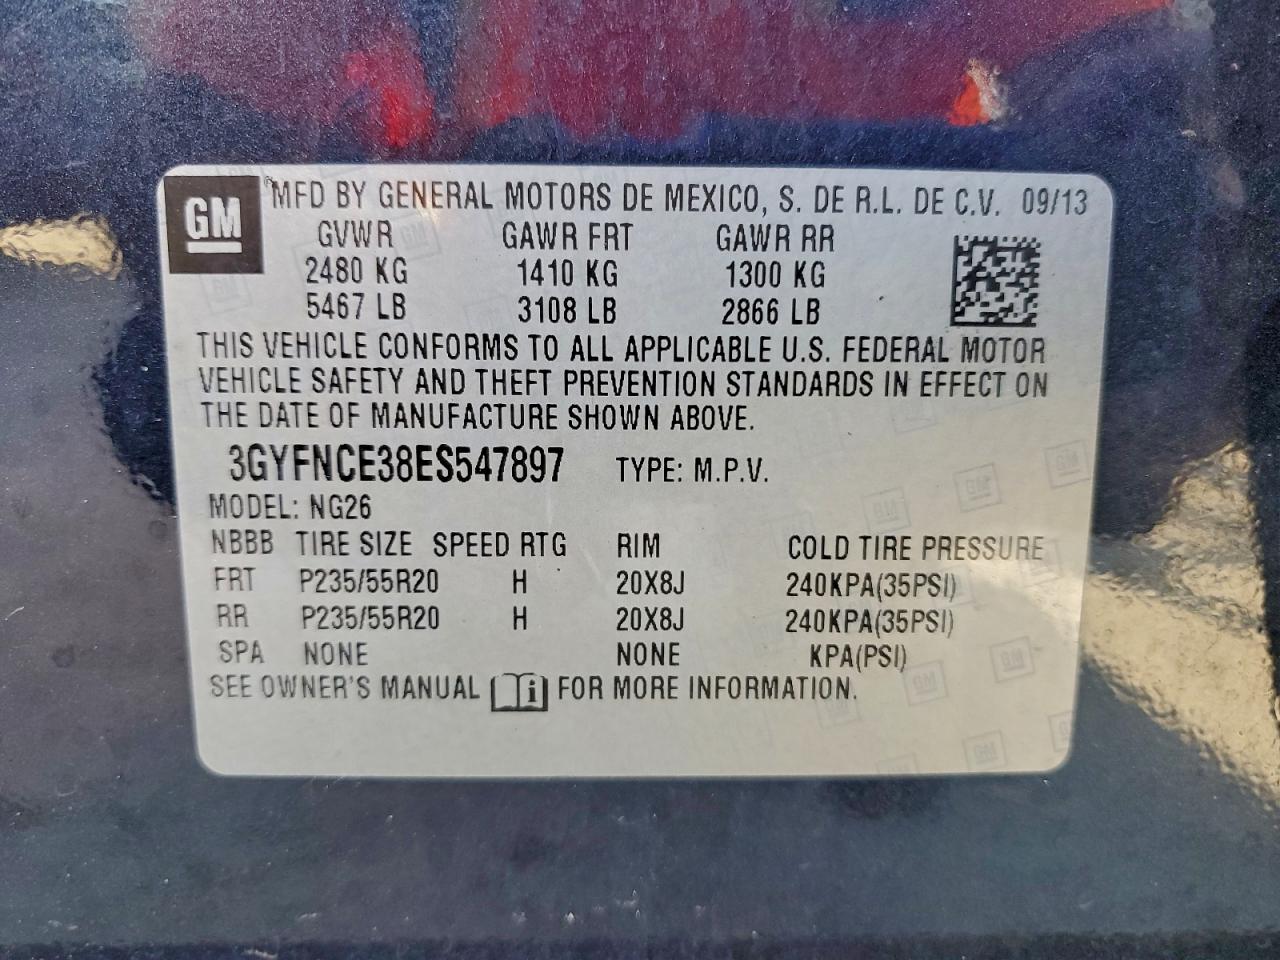 GM
MFD BY GENERAL MOTORS DE MEXICO, S. DE R.L. DE C.V. 09/13
GVWR GAWR FRT GAWR RR
2480 KG 1410 KG 1300 KG
5467 LB 3108 LB 2866 LB
THIS VEHICLE CONFORMS TO ALL APPLICABLE U.S. FEDERAL MOTOR
VEHICLE SAFETY AND THEFT PREVENTION STANDARDS IN EFFECT ON
THE DATE OF MANUFACTURE SHOWN ABOVE.
3GYFNCE38ES547897 TYPE: M.P.V.
MODEL: NG26
NBBB TIRE SIZE SPEED RTG RIM COLD TIRE PRESSURE
FRT P235/55R20 H 20X8J 240KPA(35PSI)
RR P235/55R20 H 20X8J 240KPA(35PSI)
SPA NONE NONE KPA(PSI)
SEE OWNER'S MANUAL i FOR MORE INFORMATION.